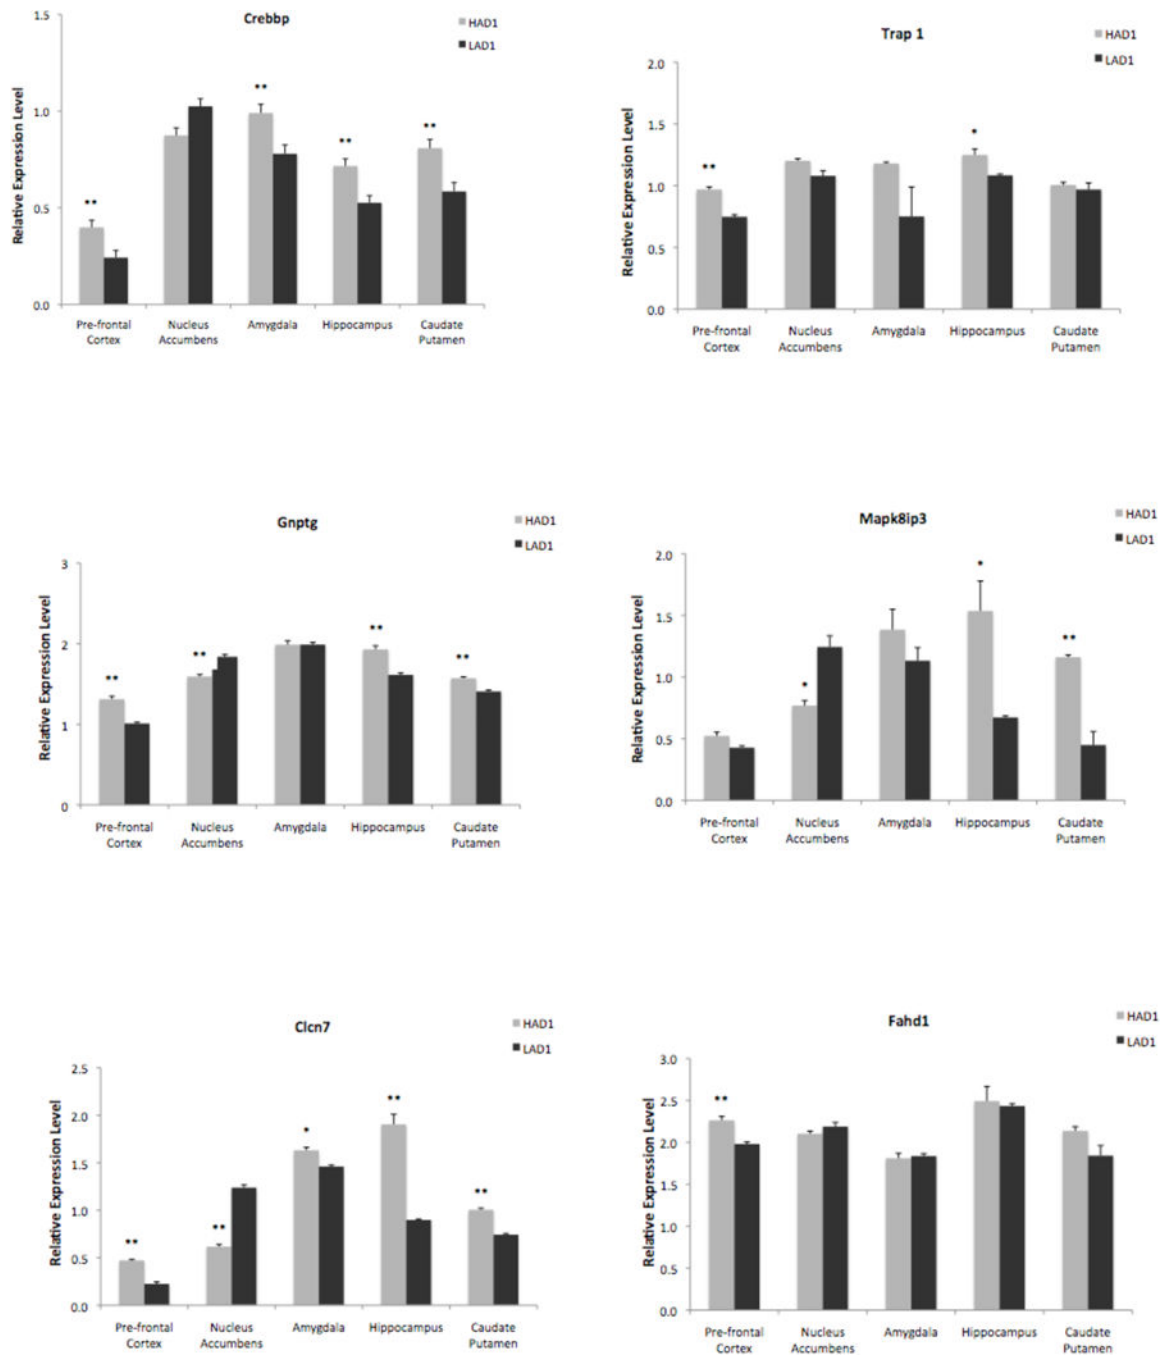 Crebbp
HAD1
LAD1
Relative Expression Level
1.5
1.0
0.5
0.0
**
**
**
**
Pre-frontal Cortex
Nucleus Accumbens
Amygdala
Hippocampus
Caudate Putamen
Trap 1
HAD1
LAD1
Relative Expression Level
2.0
1.5
1.0
0.5
0.0
**
*
Pre-frontal Cortex
Nucleus Accumbens
Amygdala
Hippocampus
Caudate Putamen
Gnptg
HAD1
LAD1
Relative Expression Level
3
2
1
0
**
**
**
**
Pre-frontal Cortex
Nucleus Accumbens
Amygdala
Hippocampus
Caudate Putamen
Mapk8ip3
HAD1
LAD1
Relative Expression Level
2.0
1.5
1.0
0.5
0.0
*
*
**
Pre-frontal Cortex
Nucleus Accumbens
Amygdala
Hippocampus
Caudate Putamen
Clcn7
HAD1
LAD1
Relative Expression Level
2.5
2.0
1.5
1.0
0.5
0.0
**
**
*
**
**
Pre-frontal Cortex
Nucleus Accumbens
Amygdala
Hippocampus
Caudate Putamen
Fahd1
HAD1
LAD1
Relative Expression Level
3.0
2.5
2.0
1.5
1.0
0.5
0.0
**
Pre-frontal Cortex
Nucleus Accumbens
Amygdala
Hippocampus
Caudate Putamen